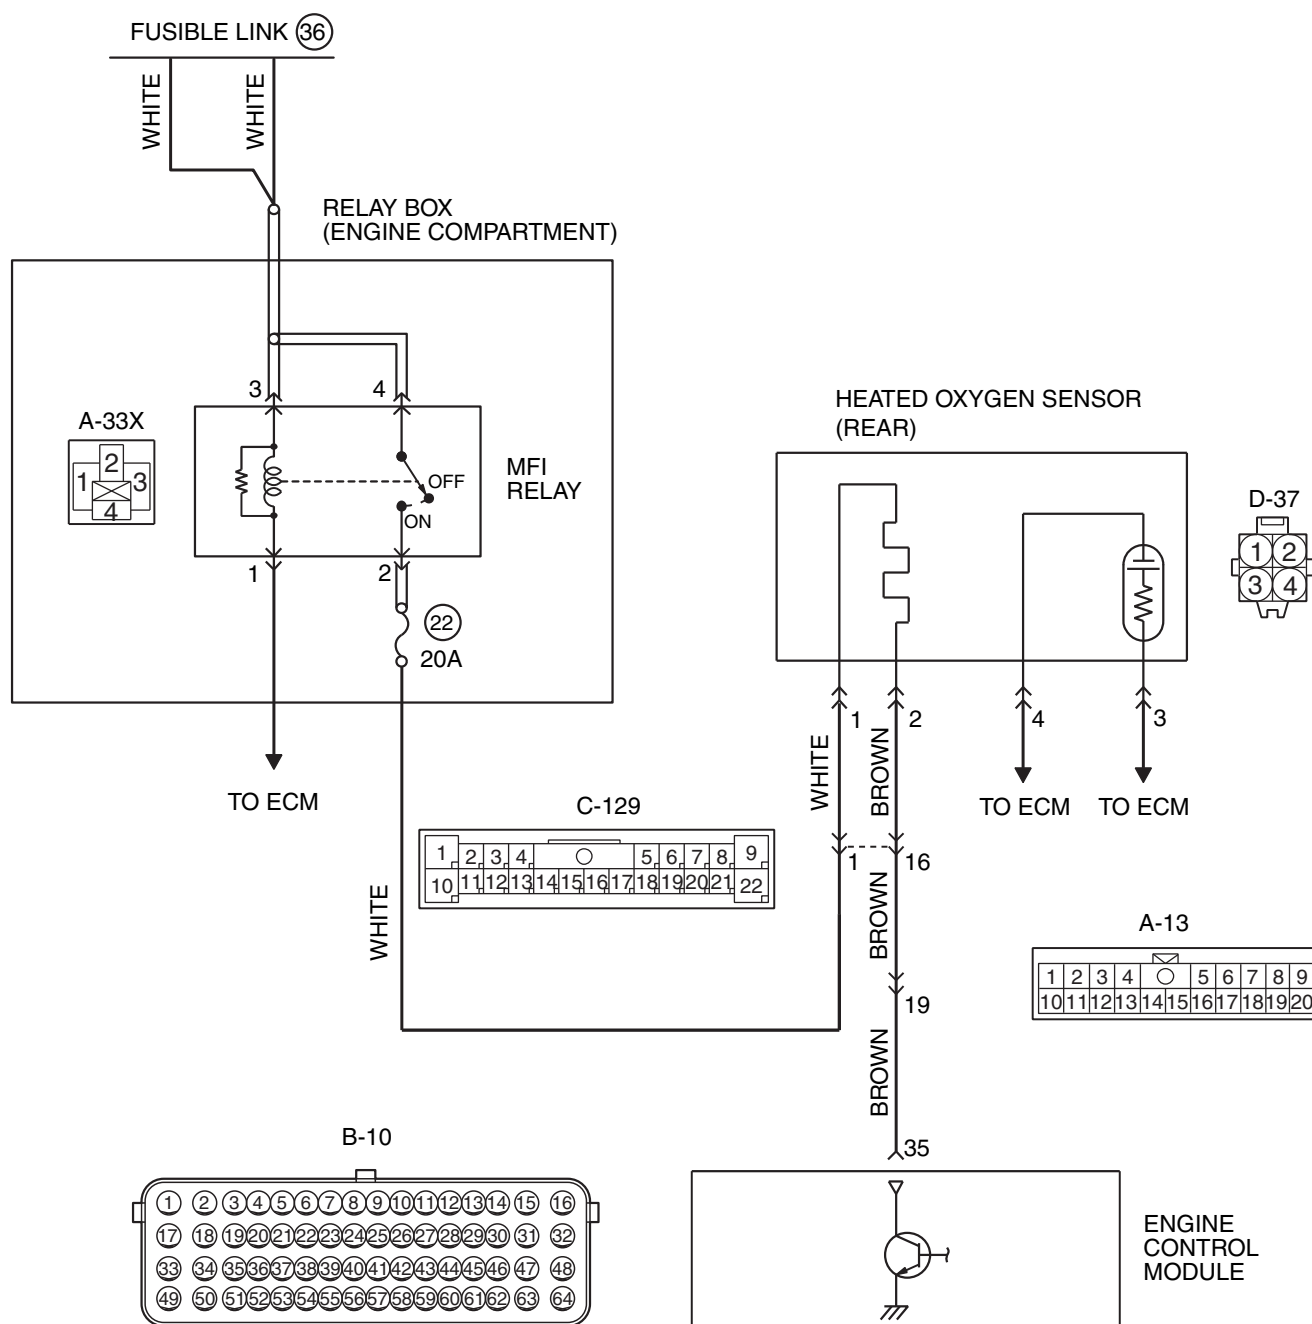 FUSIBLE LINK 36
WHITE
WHITE
RELAY BOX
(ENGINE COMPARTMENT)
3
4
A-33X
1
2
3
4
OFF
ON
MFI
RELAY
1
2
22
20A
TO ECM
HEATED OXYGEN SENSOR
(REAR)
D-37
1 2
3 4
1
2
4
3
WHITE
BROWN
TO ECM
TO ECM
C-129
1 2 3 4 5 6 7 8 9
10 11 12 13 14 15 16 17 18 19 20 21 22
1
16
WHITE
BROWN
A-13
1 2 3 4 5 6 7 8 9
10 11 12 13 14 15 16 17 18 19 20
19
BROWN
35
B-10
1 2 3 4 5 6 7 8 9 10 11 12 13 14 15 16
17 18 19 20 21 22 23 24 25 26 27 28 29 30 31 32
33 34 35 36 37 38 39 40 41 42 43 44 45 46 47 48
49 50 51 52 53 54 55 56 57 58 59 60 61 62 63 64
ENGINE
CONTROL
MODULE